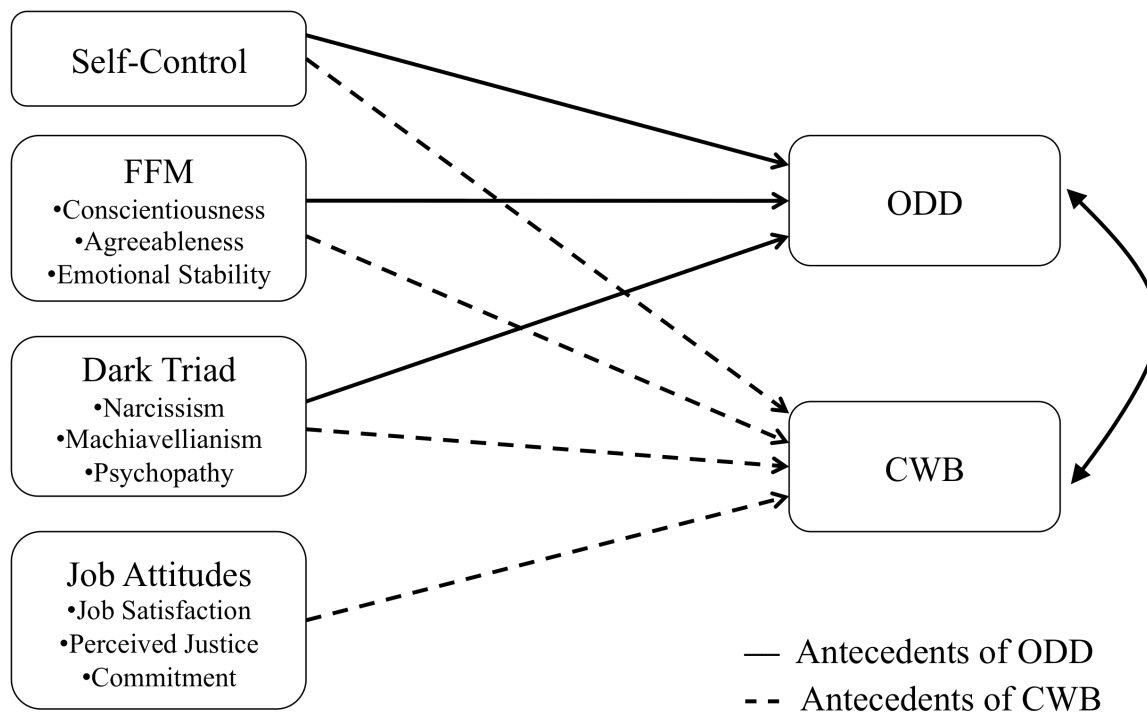 Self-Control
FFM
•Conscientiousness
•Agreeableness
•Emotional Stability
Dark Triad
•Narcissism
•Machiavellianism
•Psychopathy
Job Attitudes
•Job Satisfaction
•Perceived Justice
•Commitment
ODD
CWB
Antecedents of ODD
Antecedents of CWB